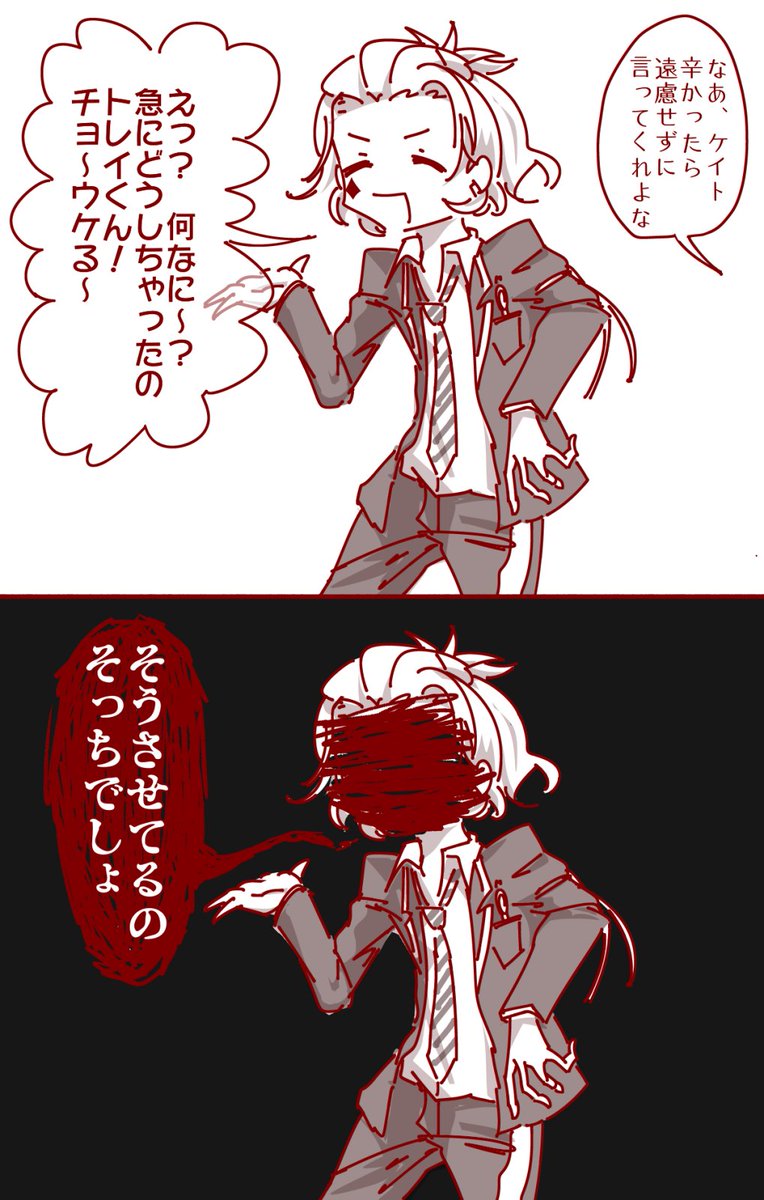 なあ、ケイト
辛かったら
遠慮せずに
言ってくれよな
えっ?　何なに～?
急にどうしちゃったの
トレイくん!
チョ～ウケる～
そうさせてるの
そっちでしょ